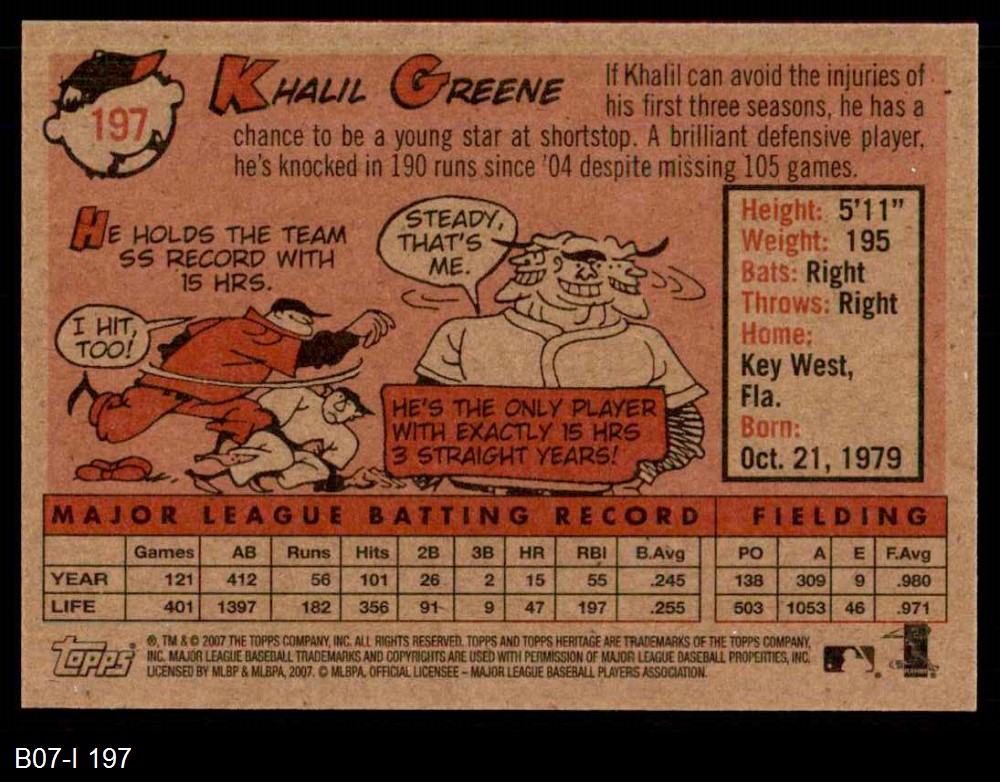 197
KHALIL GREENE
If Khalil can avoid the injuries of
his first three seasons, he has a
chance to be a young star at shortstop. A brilliant defensive player,
he's knocked in 190 runs since '04 despite missing 105 games.
HE HOLDS THE TEAM
SS RECORD WITH
15 HRS.
I HIT,
TOO!
STEADY,
THAT'S
ME.
HE'S THE ONLY PLAYER
WITH EXACTLY 15 HRS
3 STRAIGHT YEARS!
Height: 5'11"
Weight: 195
Bats: Right
Throws: Right
Home:
Key West,
Fla.
Born:
Oct. 21, 1979
MAJOR LEAGUE BATTING RECORD FIELDING
Games AB Runs Hits 2B 3B HR RBI B.Avg PO A E F.Avg
YEAR 121 412 56 101 26 2 15 55 .245 138 309 9 .980
LIFE 401 1397 182 356 91 9 47 197 .255 503 1053 46 .971
Topps
®, TM & © 2007 THE TOPPS COMPANY, INC. ALL RIGHTS RESERVED. TOPPS AND TOPPS HERITAGE ARE TRADEMARKS OF THE TOPPS COMPANY,
INC. MAJOR LEAGUE BASEBALL TRADEMARKS AND COPYRIGHTS ARE USED WITH PERMISSION OF MAJOR LEAGUE BASEBALL PROPERTIES, INC.
LICENSED BY MLBP & MLBPA, 2007. © MLBPA, OFFICIAL LICENSEE – MAJOR LEAGUE BASEBALL PLAYERS ASSOCIATION.
B07-I 197